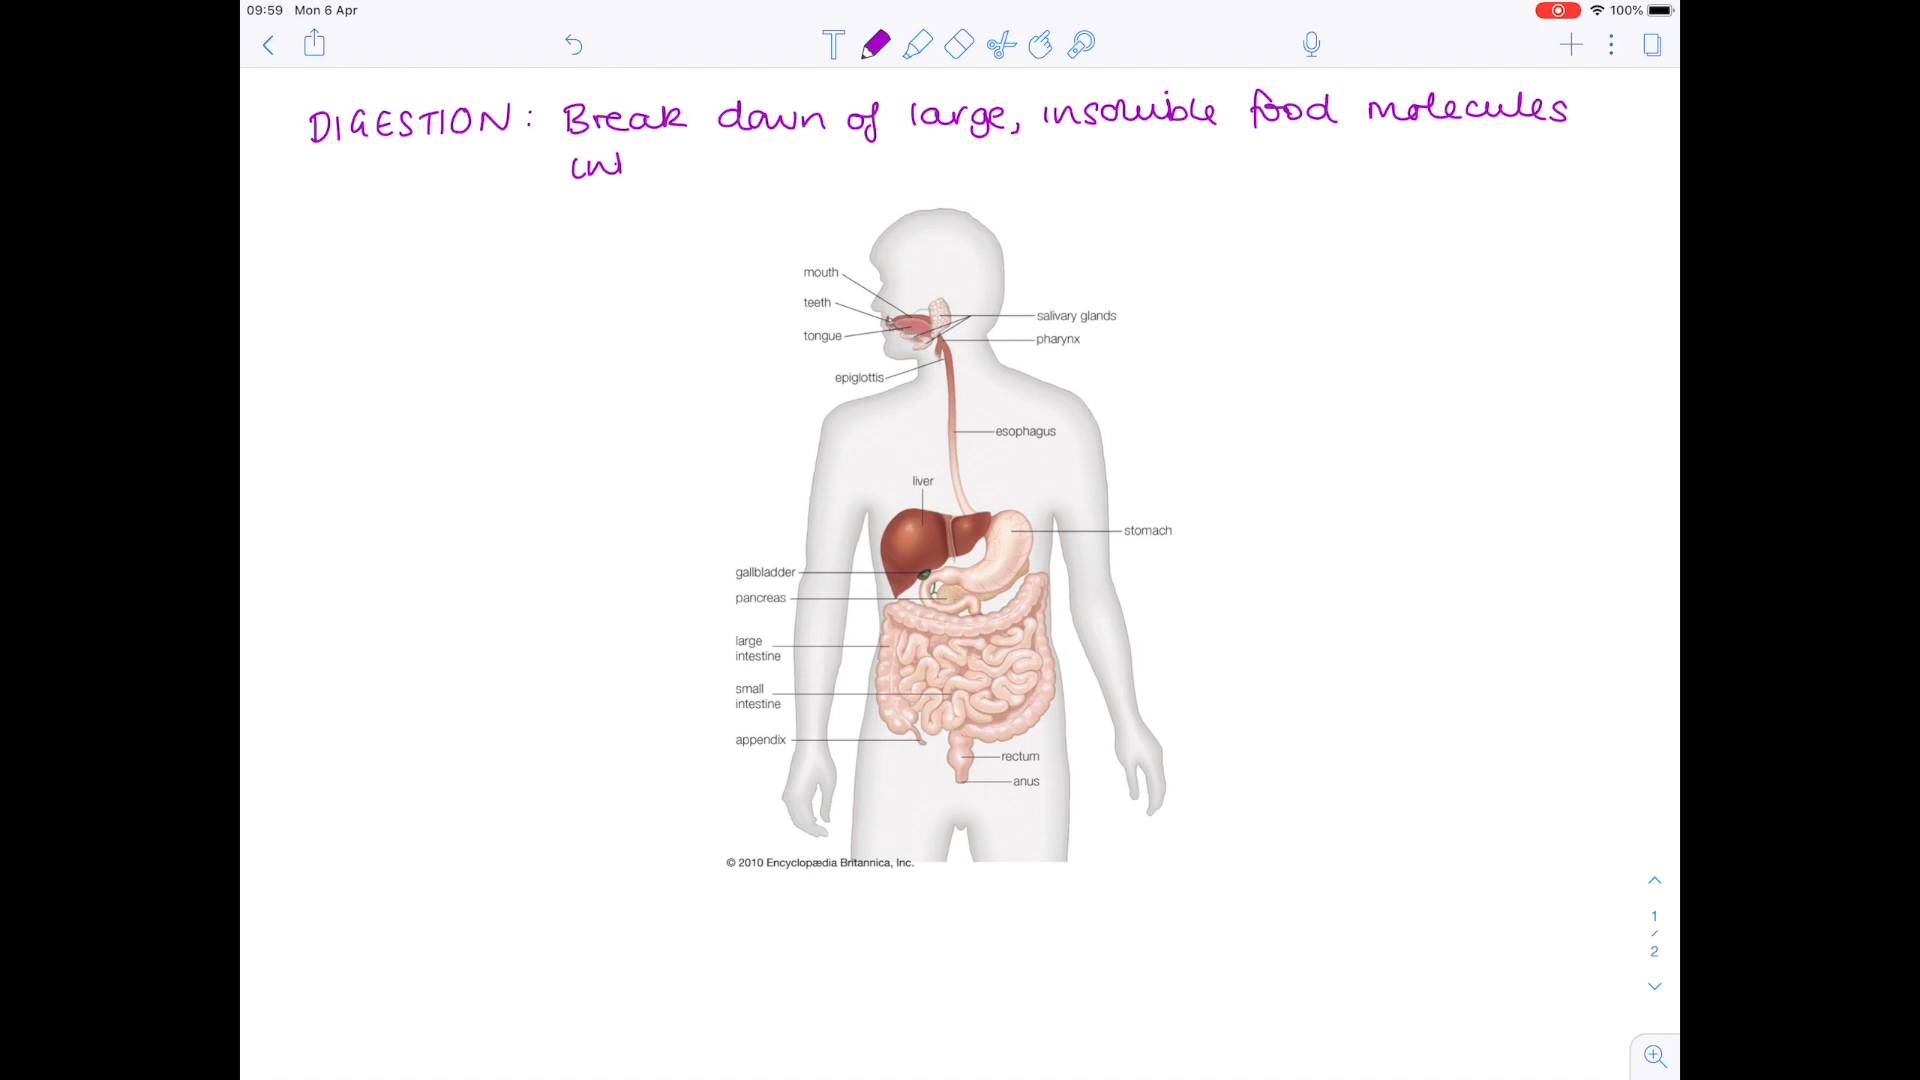 09:59 Mon 6 Apr
100%
DIGESTION: Break down of large, insoluible food molecules
mouth
teeth
tongue
salivary glands
pharynx
epiglottis
esophagus
liver
stomach
gallbladder
pancreas
large
intestine
small
intestine
appendix
rectum
anus
© 2010 Encyclopædia Britannica, Inc.
1
/
2